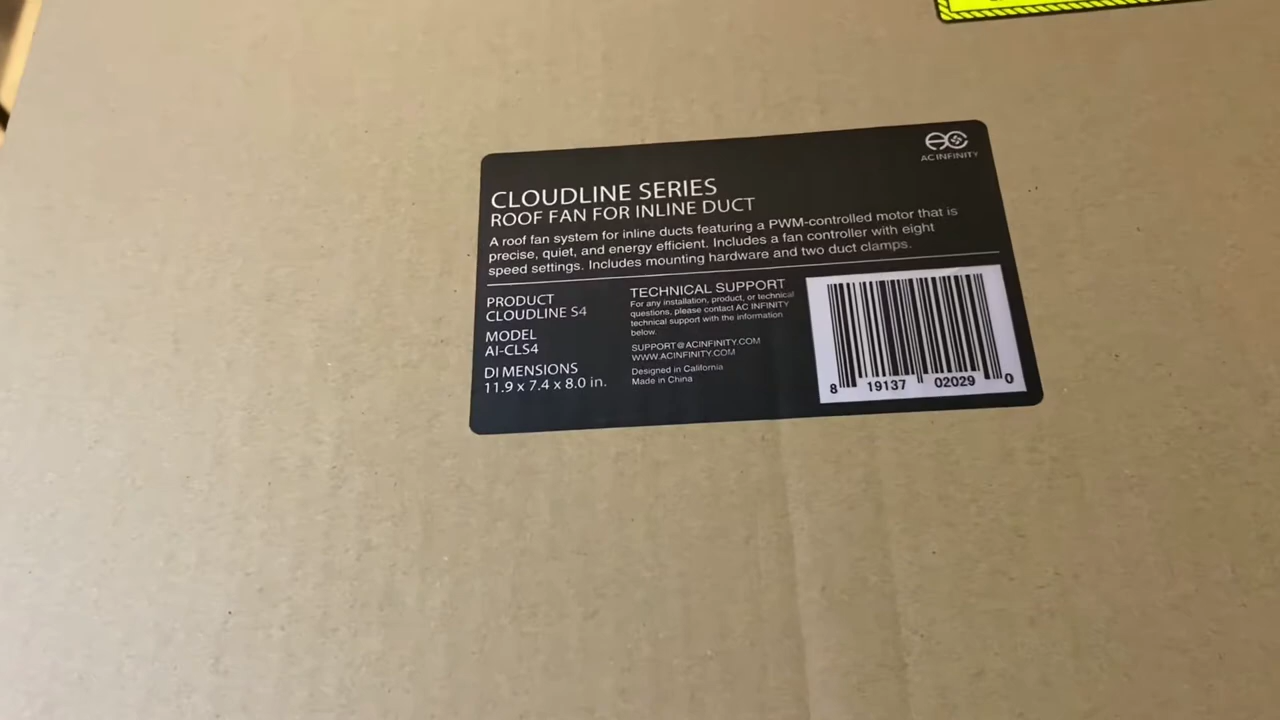 AC INFINITY
CLOUDLINE SERIES
ROOF FAN FOR INLINE DUCT
A roof fan system for inline ducts featuring a PWM-controlled motor that is
precise, quiet, and energy efficient. Includes a fan controller with eight
speed settings. Includes mounting hardware and two duct clamps.
PRODUCT
CLOUDLINE S4
MODEL
AI-CLS4
DIMENSIONS
11.9 x 7.4 x 8.0 in.
TECHNICAL SUPPORT
For any installation, product, or technical
questions, please contact AC INFINITY
technical support with the information
below.
SUPPORT@ACINFINITY.COM
WWW.ACINFINITY.COM
Designed in California
Made in China
8 19137 02029 0